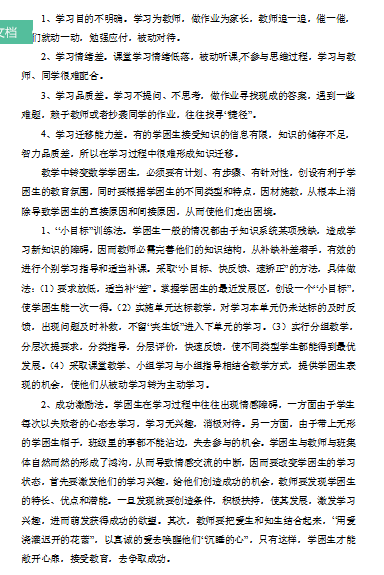 1、学习目的不明确。学习为教师，做作业为家长，教师追一追，催一催，
文档
们就动一动，勉强应付，被动对待。
2、学习情绪差。课堂学习情绪低落，被动听课,不参与思维过程，学习与教
师、同学很难配合。
3、学习品质差。学习不提问、不思考，做作业寻找现成的答案，遇到一些
难题，敲于教师或者抄袭同学的作业，往往找寻“捷径”。
4、学习迁移能力差。有的学困生接受知识的信息有限，知识的储存不足，
智力品质差，所以在学习过程中很难形成知识迁移。
教学中转变数学学困生，必须要有计划、有步骤、有针对性，创设有利于学
困生的教育氛围，同时要根据学困生的不同类型和特点，因材施教，从根本上消
除导致学困生的直接原因和间接原因，从而使他们走出困境。
1、“小目标”训练法。学困生一般的情况都由于知识系统某项残缺，造成学
习新知识的障碍，因而教师必需完善他们的知识结构，从补缺补差着手，有效的
进行个别学习指导和适当补课。采取“小目标、快反馈、速矫正”的方法，具体做
法：(1）要求放低，适当补“差”。掌握学困生的最近发展区，创设一个“小目标”，
使学困生能一次一得。(2）实施单元达标教学，对学习本单元仍未达标的及时反
馈，出现问题及时补救，不留“夹生饭”进入下单元的学习。(3）实行分组教学，
分层次提要求，分类指导，分层评价，快速反馈，使不同类型学生都能得到最优
发展。(4）采取课堂教学、小组学习与小组指导相结合教学方式，提供学困生表
现的机会，使他们从被动学习转为主动学习。
2、成功激励法。学困生在学习过程中往往出现情感障碍，一方面由于学生
每次以失败者的心态去学习，学习无兴趣，消极对待。另一方面，由于带上无形
的学困生帽子，班级里的事都不能沾边，失去参与的机会。学困生与教师与班集
体自然而然的形成了鸿沟，从而导致情感交流的中断，因而要改变学困生的学习
状态，首先要激发他们的学习兴趣，给他们创造成功的机会，教师要发现学困生
的特长、优点和潜能。一旦发现就要创造条件，积极扶持，使其发展，激发学习
兴趣，进而萌发获得成功的欲望。其次，教师要把爱生和知生结合起来，“用爱
浇灌迟开的花蕾”，以真诚的爱去唤醒他们“沉睡的心”，只有这样，学困生才能
敞开心扉，接受教育，去争取成功。